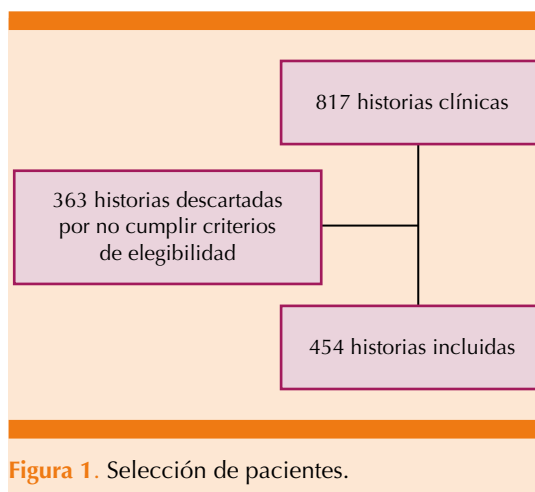 817 historias clínicas
363 historias descartadas
por no cumplir criterios
de elegibilidad
454 historias incluidas
Figura 1. Selección de pacientes.